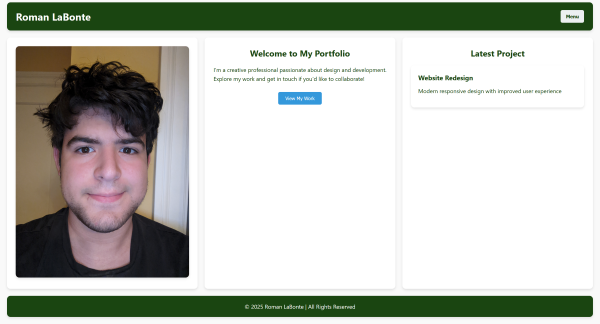 Roman LaBonte
Menu
Welcome to My Portfolio
I'm a creative professional passionate about design and development.
Explore my work and get in touch if you'd like to collaborate!
View My Work
Latest Project
Website Redesign
Modern responsive design with improved user experience
© 2025 Roman LaBonte | All Rights Reserved